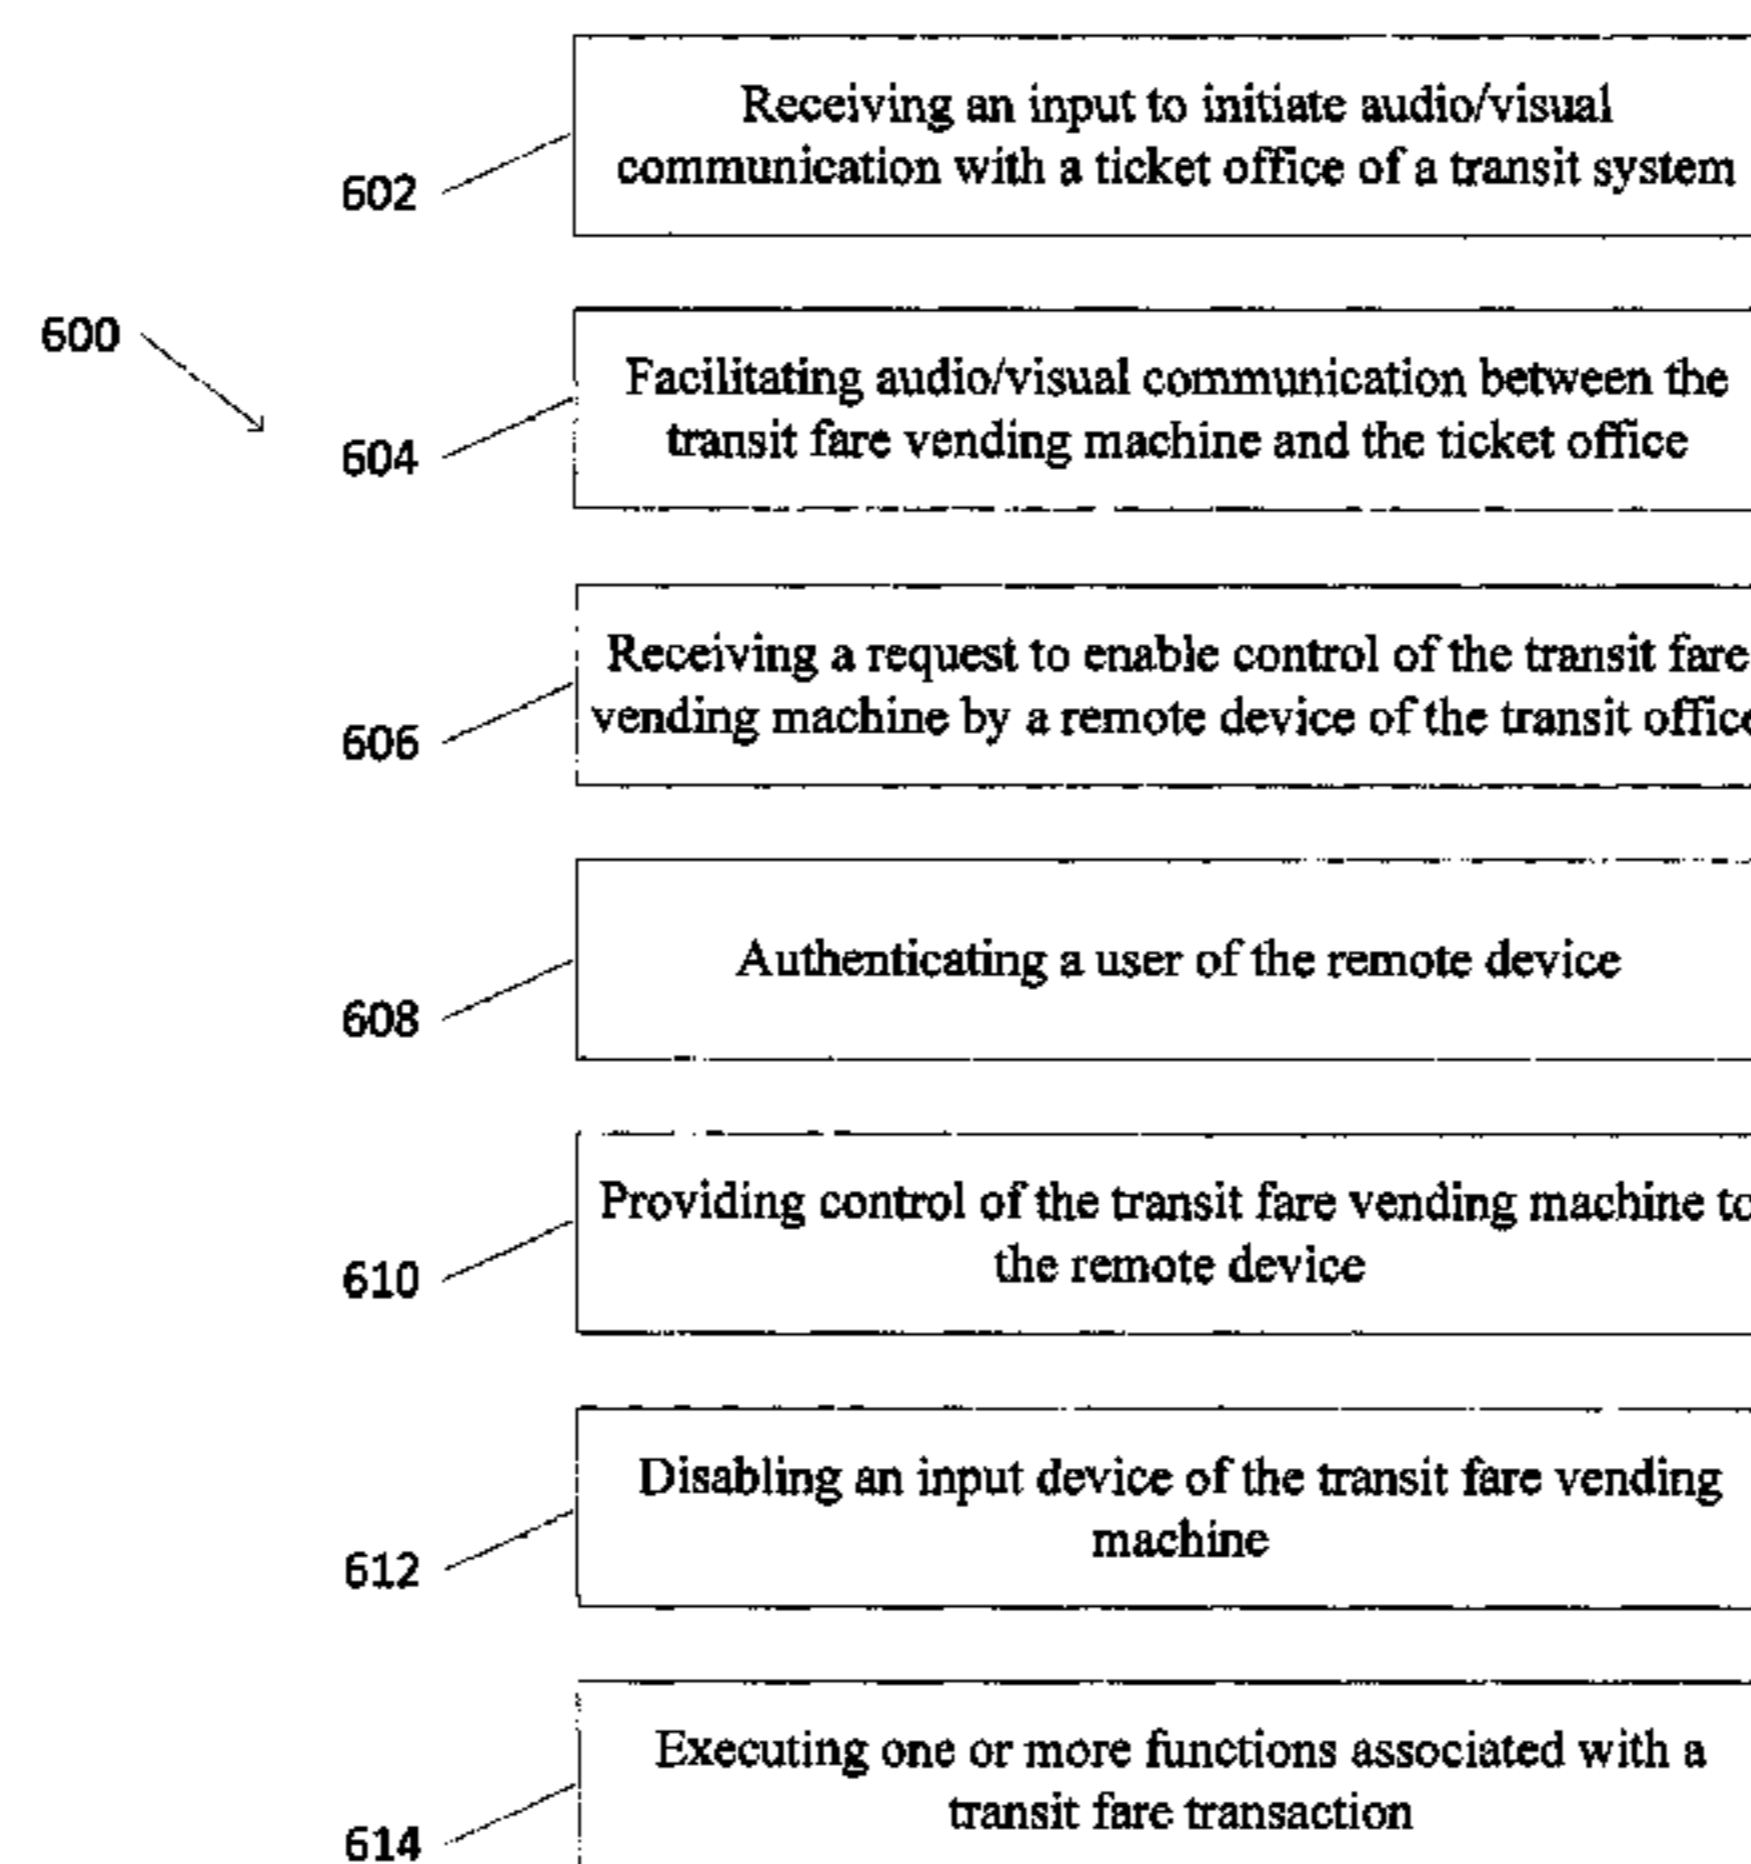 Receiving an input to initiate audio/visual
communication with a ticket office of a transit system
602
600
Facilitating audio/visual communication between the
transit fare vending machine and the ticket office
604
Receiving a request to enable control of the transit fare
vending machine by a remote device of the transit office
606
Authenticating a user of the remote device
608
Providing control of the transit fare vending machine to
the remote device
610
Disabling an input device of the transit fare vending
machine
612
Executing one or more functions associated with a
transit fare transaction
614